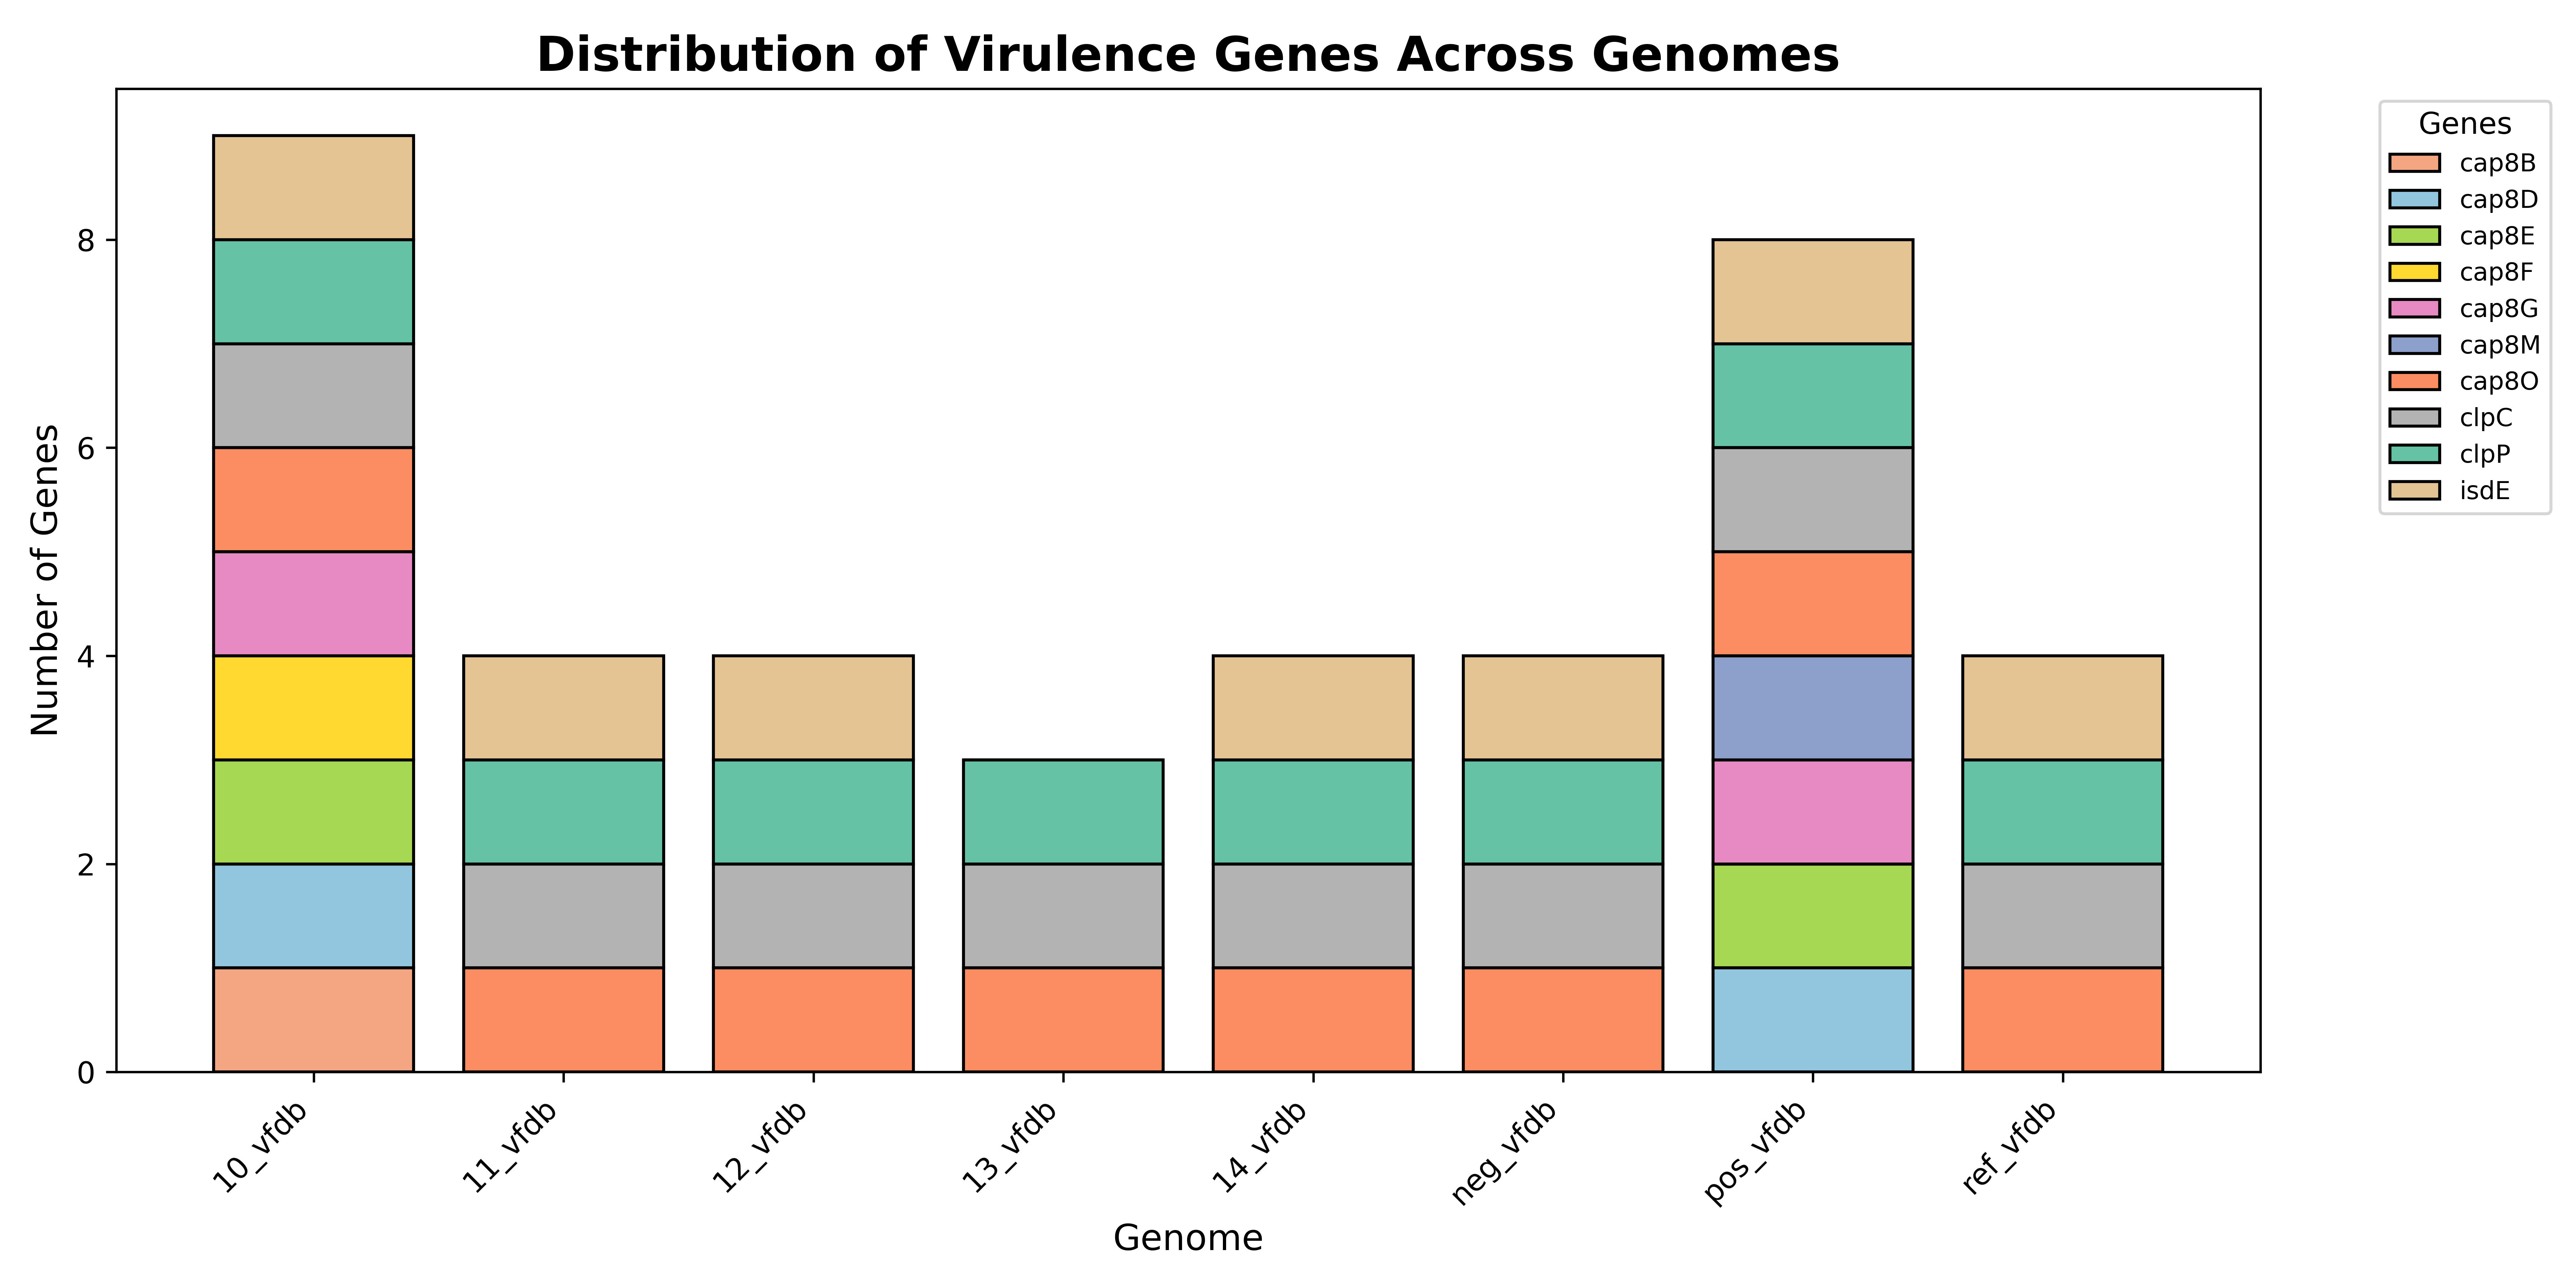 Distribution of Virulence Genes Across Genomes
Number of Genes
8
6
4
2
0
10_vfdb
11_vfdb
12_vfdb
13_vfdb
14_vfdb
neg_vfdb
pos_vfdb
ref_vfdb
Genome
Genes
cap8B
cap8D
cap8E
cap8F
cap8G
cap8M
cap8O
clpC
clpP
isdE